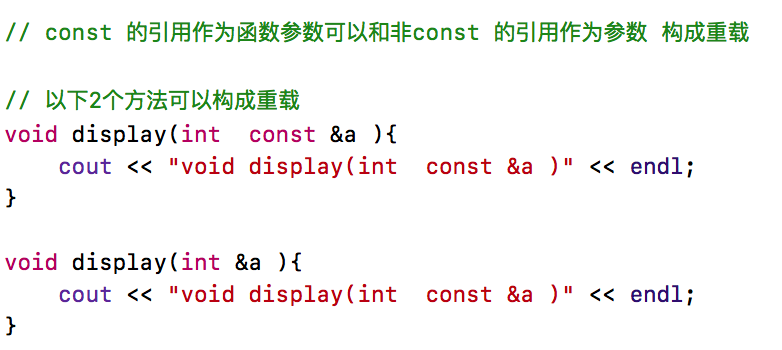 // const 的引用作为函数参数可以和非const 的引用作为参数 构成重载
// 以下2个方法可以构成重载
void display(int  const &a ){
    cout << "void display(int  const &a )" << endl;
}
void display(int &a ){
    cout << "void display(int  const &a )" << endl;
}